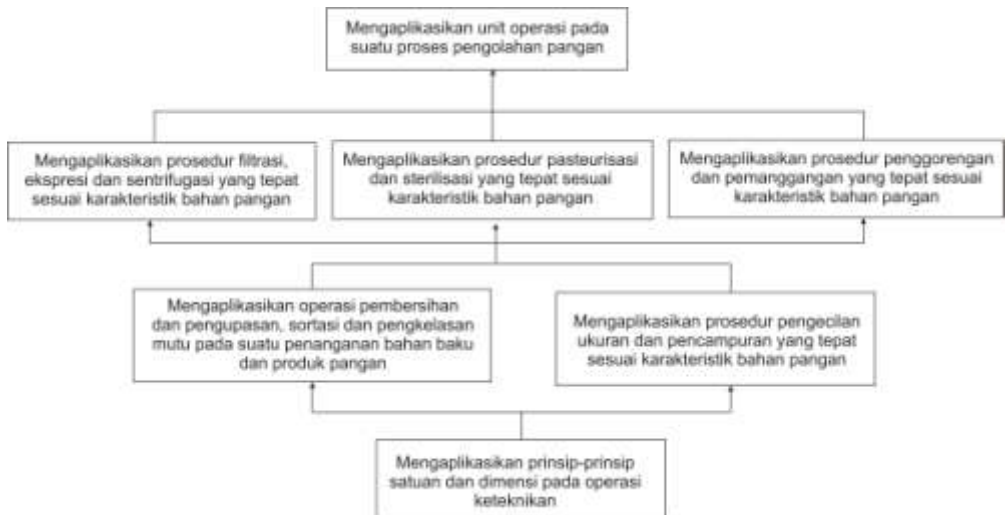 Mengaplikasikan unit operasi pada
suatu proses pengolahan pangan
Mengaplikasikan prosedur filtrasi,
ekspresi dan sentrifugasi yang tepat
sesuai karakteristik bahan pangan
Mengaplikasikan prosedur pasteurisasi
dan sterilisasi yang tepat sesuai
karakteristik bahan pangan
Mengaplikasikan prosedur penggorengan
dan pemanggangan yang tepat sesuai
karakteristik bahan pangan
Mengaplikasikan operasi pembersihan
dan pengupasan, sortasi dan pengkelasan
mutu pada suatu penanganan bahan baku
dan produk pangan
Mengaplikasikan prosedur pengecilan
ukuran dan pencampuran yang tepat
sesuai karakteristik bahan pangan
Mengaplikasikan prinsip-prinsip
satuan dan dimensi pada operasi
keteknikan